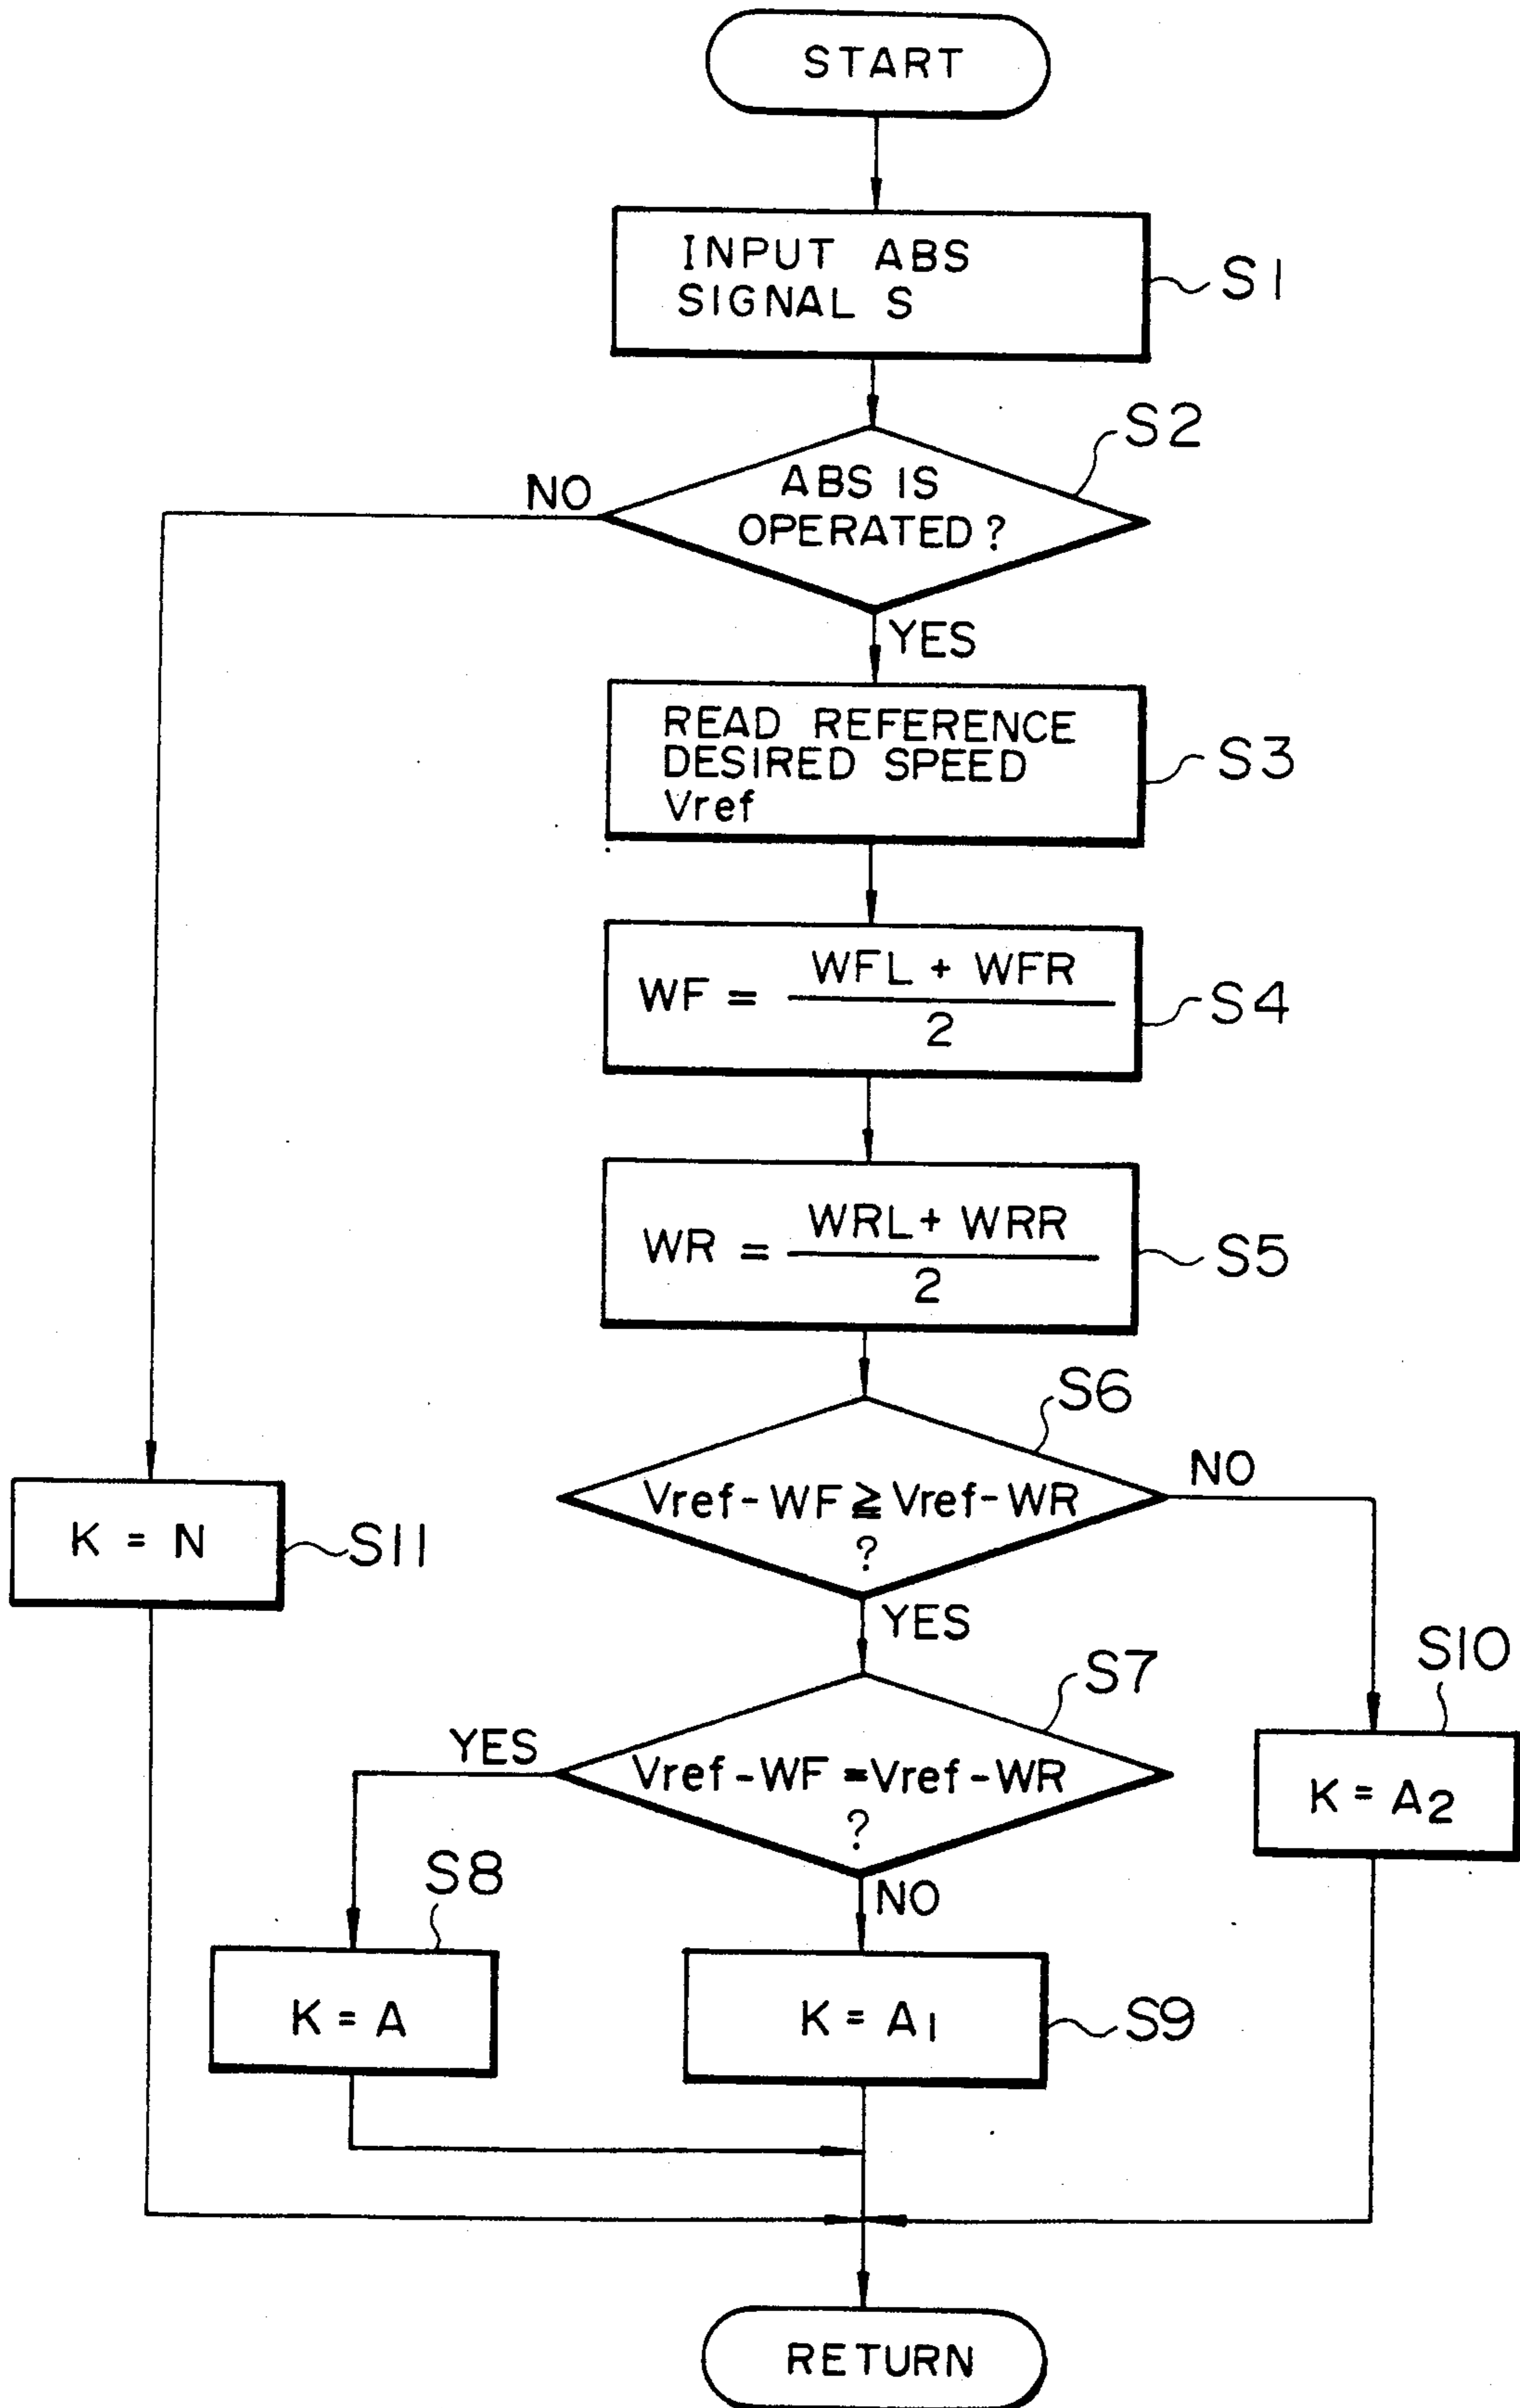 START
INPUT ABS
SIGNAL S
S1
S2
ABS IS
OPERATED?
NO
YES
READ REFERENCE
DESIRED SPEED
Vref
S3
WF = WFL + WFR / 2
S4
WR = WRL + WRR / 2
S5
S6
Vref-WF ≧ Vref-WR
?
NO
YES
K = N
S11
S7
Vref-WF = Vref-WR
?
YES
NO
S10
K = A2
S8
K = A
K = A1
S9
RETURN